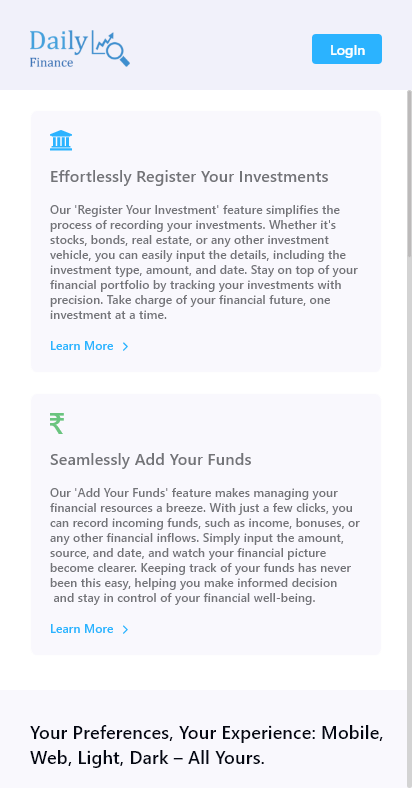 Daily
Finance
LogIn
Effortlessly Register Your Investments
Our 'Register Your Investment' feature simplifies the
process of recording your investments. Whether it's
stocks, bonds, real estate, or any other investment
vehicle, you can easily input the details, including the
investment type, amount, and date. Stay on top of your
financial portfolio by tracking your investments with
precision. Take charge of your financial future, one
investment at a time.
Learn More
₹
Seamlessly Add Your Funds
Our 'Add Your Funds' feature makes managing your
financial resources a breeze. With just a few clicks, you
can record incoming funds, such as income, bonuses, or
any other financial inflows. Simply input the amount,
source, and date, and watch your financial picture
become clearer. Keeping track of your funds has never
been this easy, helping you make informed decision
and stay in control of your financial well-being.
Learn More
Your Preferences, Your Experience: Mobile,
Web, Light, Dark – All Yours.